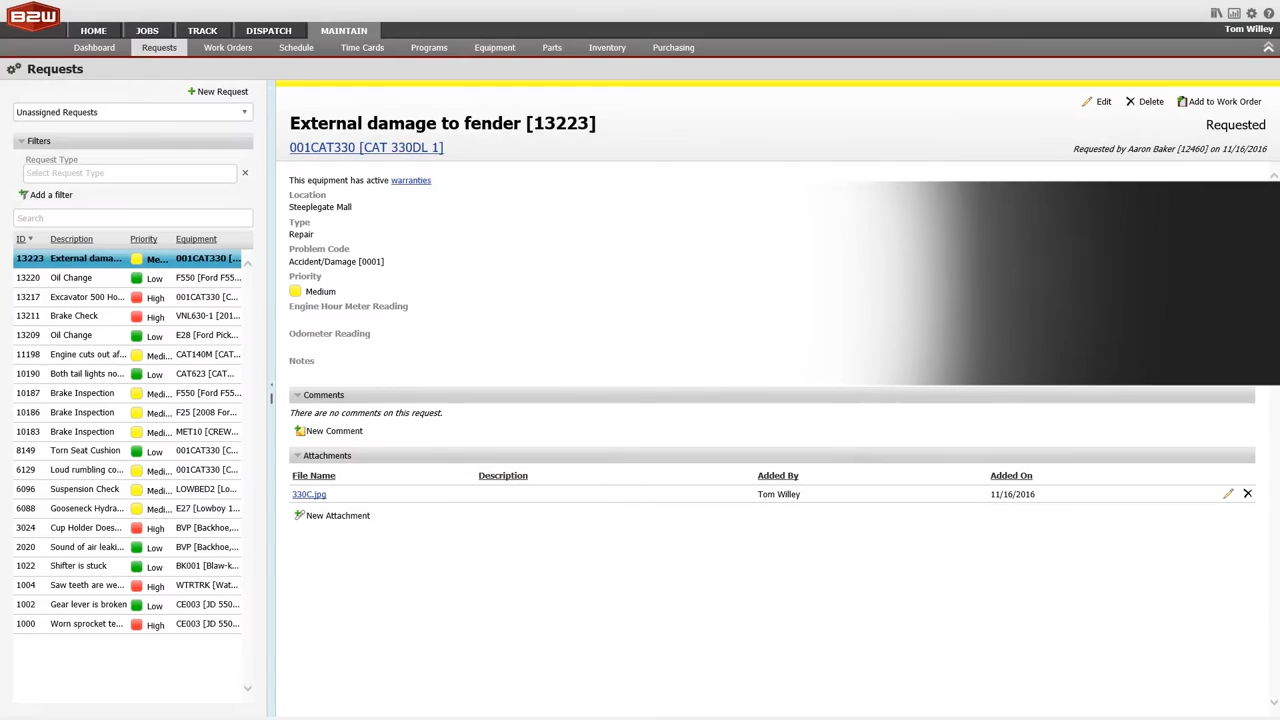 B2W
HOME JOBS TRACK DISPATCH MAINTAIN
Tom Willey
Dashboard Requests Work Orders Schedule Time Cards Programs Equipment Parts Inventory Purchasing
Requests
New Request
Unassigned Requests
Filters
Request Type
Select Request Type
Add a filter
Search
ID Description Priority Equipment
13223 External dama... Me... 001CAT330 [...
13220 Oil Change Low F550 [Ford F55...
13217 Excavator 500 Ho... High 001CAT330 [C...
13211 Brake Check High VNL630-1 [201...
13209 Oil Change Low E28 [Ford Pick...
11198 Engine cuts out af... Medi... CAT140M [CAT...
10190 Both tail lights no... Low CAT623 [CAT...
10187 Brake Inspection Medi... F550 [Ford F55...
10186 Brake Inspection Medi... F25 [2008 For...
10183 Brake Inspection Medi... MET10 [CREW...
8149 Torn Seat Cushion Low 001CAT330 [C...
6129 Loud rumbling co... Medi... 001CAT330 [C...
6096 Suspension Check Medi... LOWBED2 [Lo...
6088 Gooseneck Hydra... Medi... E27 [Lowboy 1...
3024 Cup Holder Does... High BVP [Backhoe,...
2020 Sound of air leaki... Low BVP [Backhoe,...
1022 Shifter is stuck Low BK001 [Blaw-k...
1004 Saw teeth are we... High WTRTRK [Wat...
1002 Gear lever is broken Low CE003 [JD 550...
1000 Worn sprocket te... High CE003 [JD 550...
Edit Delete Add to Work Order
External damage to fender [13223]
Requested
001CAT330 [CAT 330DL 1]
Requested by Aaron Baker [12460] on 11/16/2016
This equipment has active warranties
Location
Steeplegate Mall
Type
Repair
Problem Code
Accident/Damage [0001]
Priority
Medium
Engine Hour Meter Reading
Odometer Reading
Notes
Comments
There are no comments on this request.
New Comment
Attachments
File Name Description Added By Added On
330C.jpg Tom Willey 11/16/2016
New Attachment